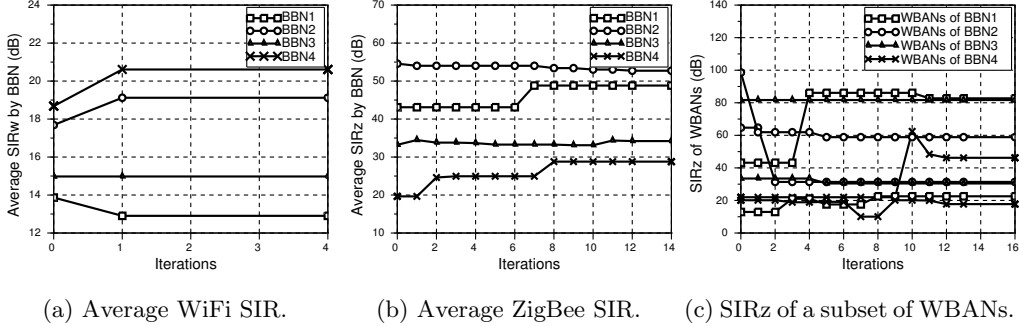 Average SIRw by BBN (dB)
24
22
20
18
16
14
12
0
1
2
3
4
Iterations
BBN1
BBN2
BBN3
BBN4
Average SIRz by BBN (dB)
70
60
50
40
30
20
10
0
2
4
6
8
10
12
14
Iterations
BBN1
BBN2
BBN3
BBN4
SIRz of WBANs (dB)
140
120
100
80
60
40
20
0
0
2
4
6
8
10
12
14
16
Iterations
WBANs of BBN1
WBANs of BBN2
WBANs of BBN3
WBANs of BBN4
(a) Average WiFi SIR.
(b) Average ZigBee SIR.
(c) SIRz of a subset of WBANs.